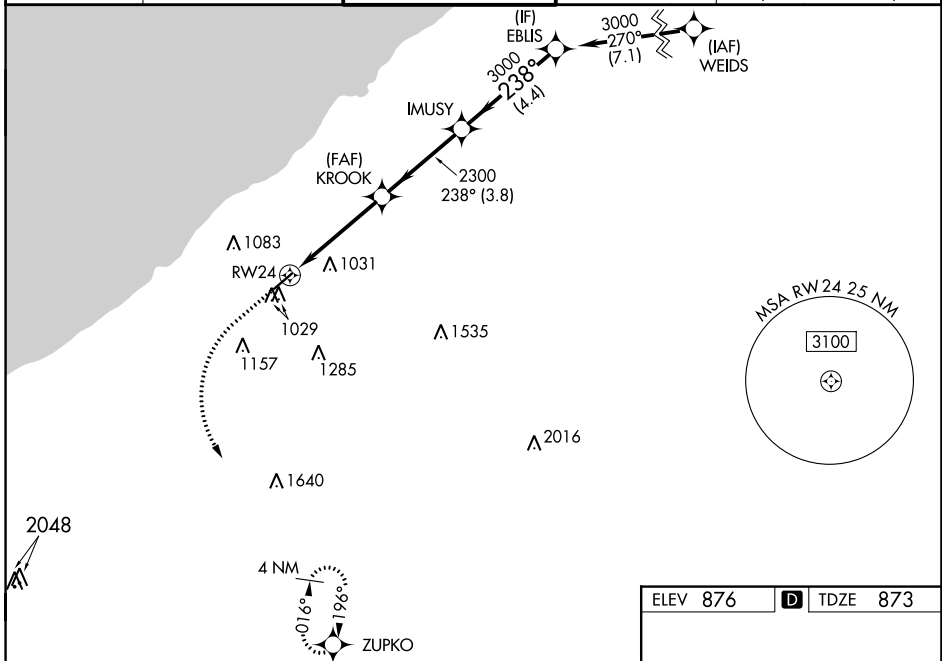 (IF)
EBLIS
3000
270°
(7.1)
(IAF)
WEIDS
3000
238°
(4.4)
IMUSY
(FAF)
KROOK
2300
238° (3.8)
1083
RW24
1031
1029
1535
1157
1285
MSA RW24 25 NM
3100
2016
1640
2048
4 NM
016°
196°
ZUPKO
ELEV 876 D TDZE 873